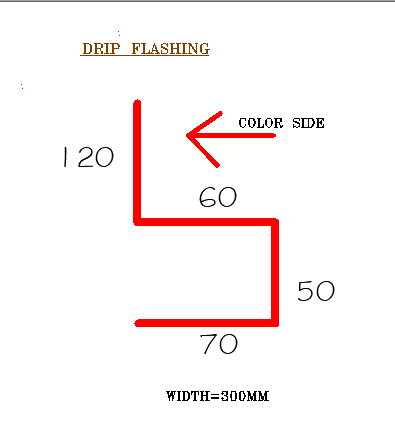 DRIP FLASHING
COLOR SIDE
120
60
50
70
WIDTH=300MM